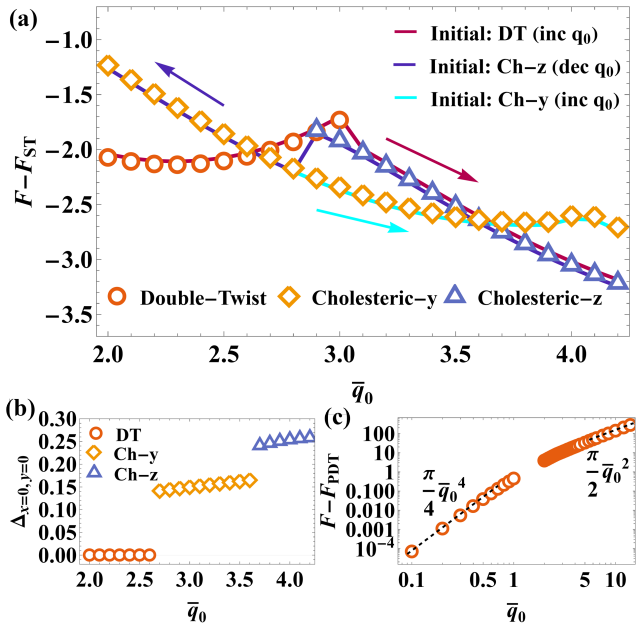 (a)
Initial: DT (inc q₀)
Initial: Ch−z (dec q₀)
Initial: Ch−y (inc q₀)
−1.0
−1.5
−2.0
−2.5
−3.0
−3.5
F−F_ST
Double−Twist Cholesteric−y Cholesteric−z
2.0 2.5 3.0 3.5 4.0
q̅₀
(b)
DT
Ch−y
Ch−z
0.30
0.25
0.20
0.15
0.10
0.05
0.00
Δ_x=0, y=0
2.0 2.5 3.0 3.5 4.0
q̅₀
(c)
100
10
1
0.100
0.010
0.001
10⁻⁴
F−F_PDT
π/4 q̅₀⁴
π/2 q̅₀²
0.1 0.5 1 5 10
q̅₀